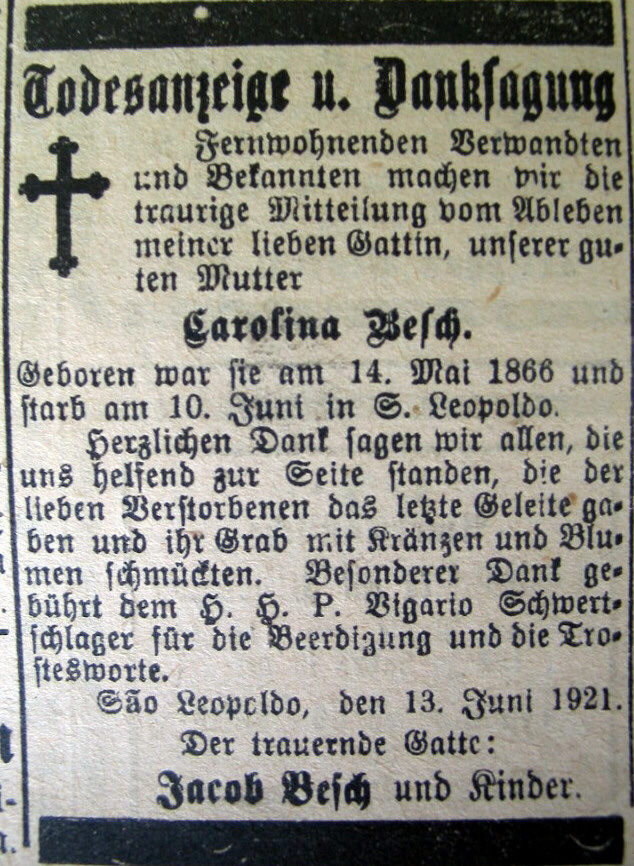 Todesanzeige u. Danksagung
Fernwohnenden Verwandten
und Bekannten machen wir die
traurige Mitteilung vom Ableben
meiner lieben Gattin, unserer gu-
ten Mutter
Carolina Besch.
Geboren war sie am 14. Mai 1866 und
starb am 10. Juni in S. Leopoldo.
Herzlichen Dank sagen wir allen, die
uns helfend zur Seite standen, die der
lieben Verstorbenen das letzte Geleite ga-
ben und ihr Grab mit Kränzen und Blu-
men schmückten. Besonderer Dank ge-
bührt dem H. H. P. Vigario Schwert-
schlager für die Beerdigung und die Tro-
stesworte.
São Leopoldo, den 13. Juni 1921.
Der trauernde Gatte:
Jacob Besch und Kinder.